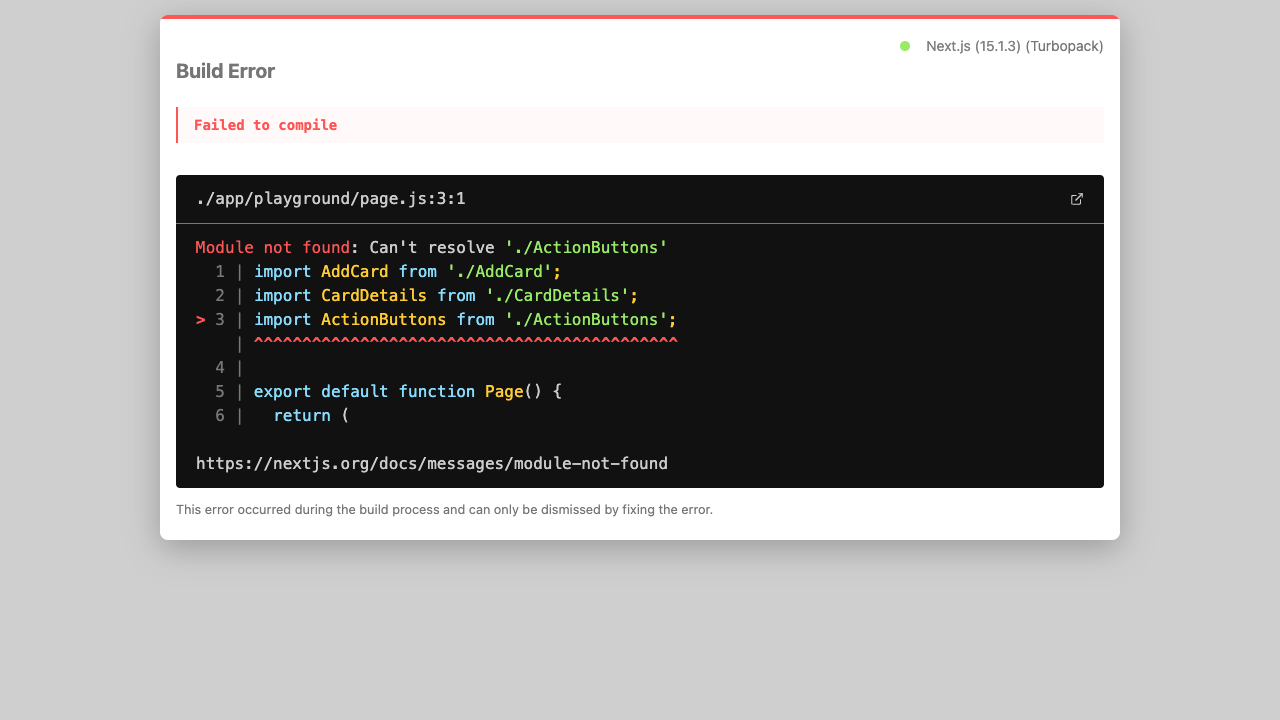 Next.js (15.1.3) (Turbopack)
Build Error
Failed to compile
./app/playground/page.js:3:1
Module not found: Can't resolve './ActionButtons'
1 | import AddCard from './AddCard';
2 | import CardDetails from './CardDetails';
> 3 | import ActionButtons from './ActionButtons';
| ^^^^^^^^^^^^^^^^^^^^^^^^^^^^^^^^^^^^^^^^^^^^
4 |
5 | export default function Page() {
6 |   return (
https://nextjs.org/docs/messages/module-not-found
This error occurred during the build process and can only be dismissed by fixing the error.